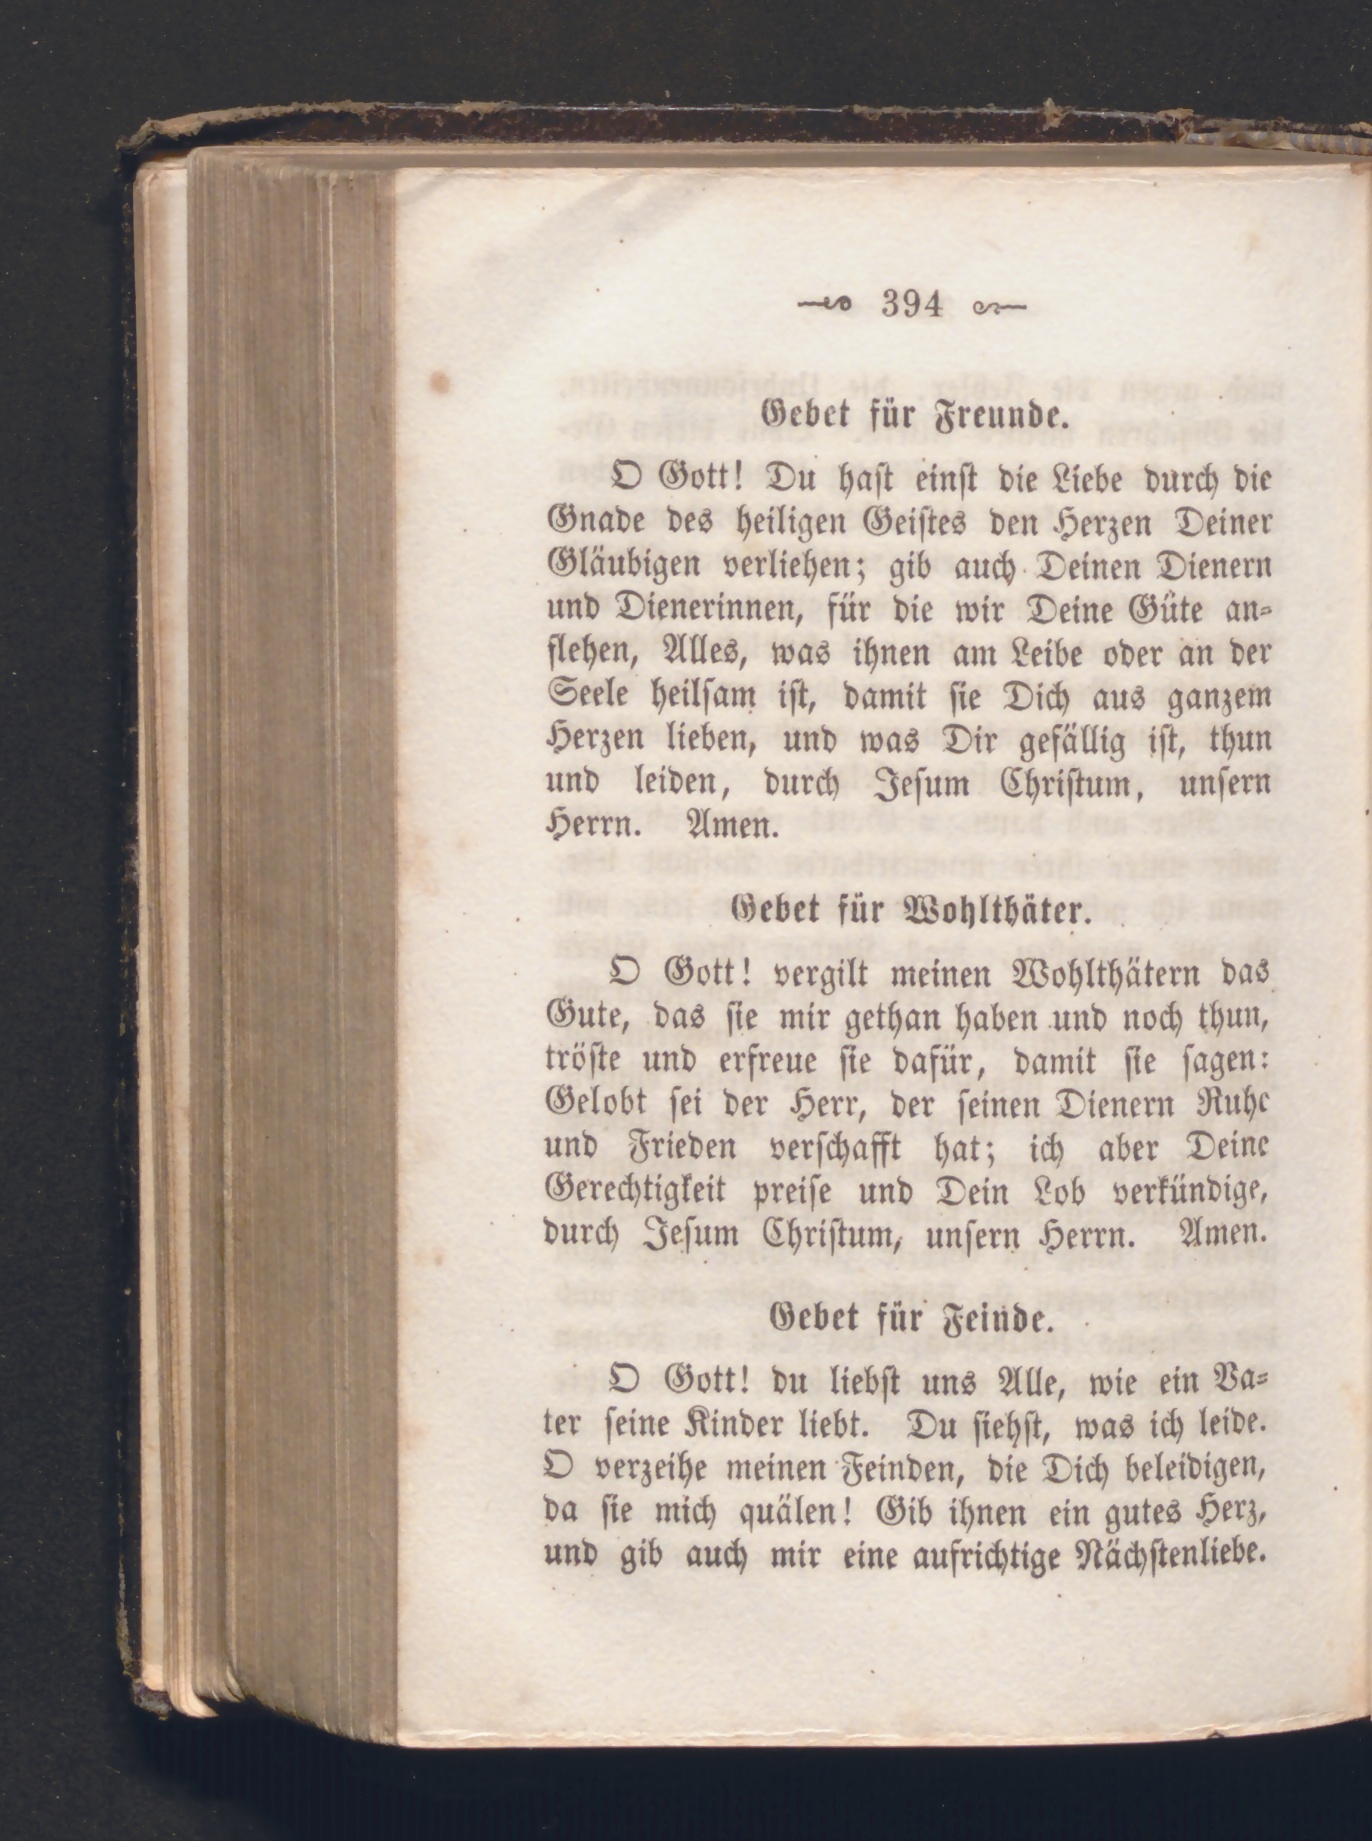 394
Gebet für Freunde.
O Gott! Du hast einst die Liebe durch die
Gnade des heiligen Geistes den Herzen Deiner
Gläubigen verliehen; gib auch Deinen Dienern
und Dienerinnen, für die wir Deine Güte an-
flehen, Alles, was ihnen am Leibe oder an der
Seele heilsam ist, damit sie Dich aus ganzem
Herzen lieben, und was Dir gefällig ist, thun
und leiden, durch Jesum Christum, unsern
Herrn. Amen.
Gebet für Wohlthäter.
O Gott! vergilt meinen Wohlthätern das
Gute, das sie mir gethan haben und noch thun,
tröste und erfreue sie dafür, damit sie sagen:
Gelobt sei der Herr, der seinen Dienern Ruhe
und Frieden verschafft hat; ich aber Deine
Gerechtigkeit preise und Dein Lob verkündige,
durch Jesum Christum, unsern Herrn. Amen.
Gebet für Feinde.
O Gott! du liebst uns Alle, wie ein Va-
ter seine Kinder liebt. Du siehst, was ich leide.
O verzeihe meinen Feinden, die Dich beleidigen,
da sie mich quälen! Gib ihnen ein gutes Herz,
und gib auch mir eine aufrichtige Nächstenliebe.